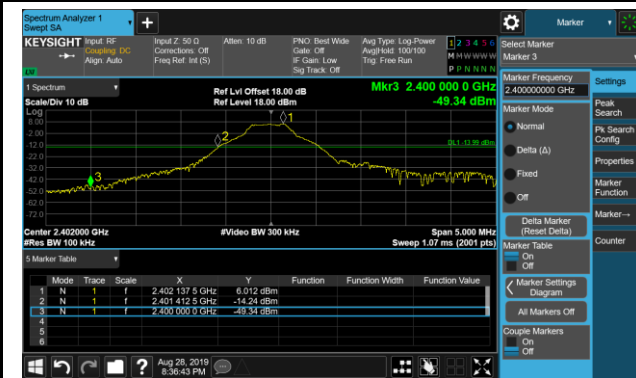 Spectrum Analyzer 1
Swept SA
Marker
KEYSIGHT
Input: RF
Coupling: DC
Align: Auto
Input Z: 50 Ω
Corrections: Off
Freq Ref: Int (S)
Atten: 10 dB
PNO: Best Wide
Gate: Off
IF Gain: Low
Sig Track: Off
Avg Type: Log-Power
Avg|Hold: 100/100
Trig: Free Run
1 2 3 4 5 6
M W W W W W
P P N N N N
Select Marker
Marker 3
LW
1 Spectrum
Scale/Div 10 dB
Log
Ref Lvl Offset 18.00 dB
Ref Level 18.00 dBm
Mkr3 2.400 000 0 GHz
-49.34 dBm
8.00
-2.00
-12.0
-22.0
-32.0
-42.0
-52.0
-62.0
-72.0
1
2
3
DL1 -13.99 dBm
Center 2.402000 GHz
#Res BW 100 kHz
#Video BW 300 kHz
Span 5.000 MHz
Sweep 1.07 ms (2001 pts)
5 Marker Table
Mode Trace Scale X Y Function Function Width Function Value
1 N 1 f 2.402 137 5 GHz 6.012 dBm
2 N 1 f 2.401 412 5 GHz -14.24 dBm
3 N 1 f 2.400 000 0 GHz -49.34 dBm
4
5
6
Marker Frequency
2.400000000 GHz
Marker Mode
Normal
Delta (Δ)
Fixed
Off
Delta Marker
(Reset Delta)
Marker Table
On
Off
Marker Settings
Diagram
All Markers Off
Couple Markers
On
Off
Settings
Peak
Search
Pk Search
Config
Properties
Marker
Function
Marker→
Counter
?
Aug 28, 2019
8:36:43 PM